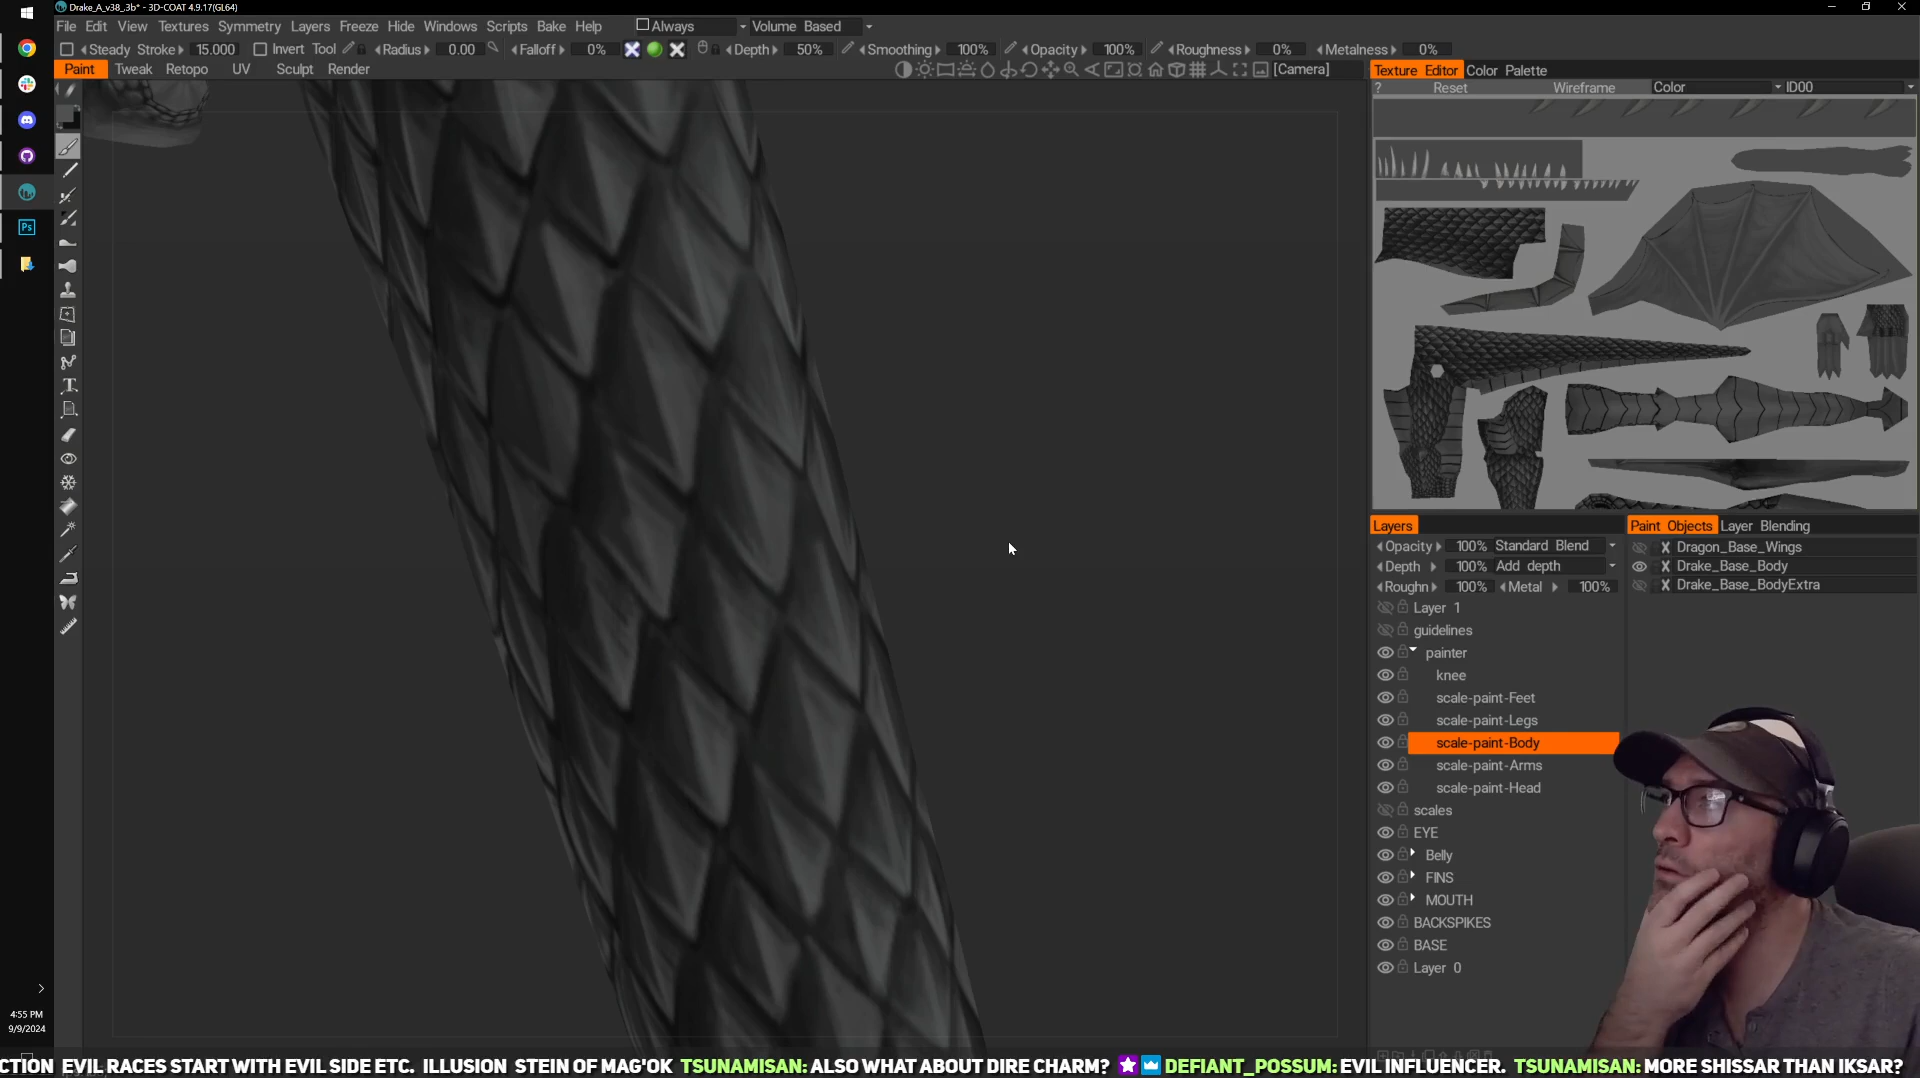 Drake_A_v38_.3b* - 3D-COAT 4.9.17(GL64)
File Edit View Textures Symmetry Layers Freeze Hide Windows Scripts Bake Help Always Volume Based
Steady Stroke 15.000 Invert Tool Radius 0.00 Falloff 0% Depth 50% Smoothing 100% Opacity 100% Roughness 0% Metalness 0%
Paint Tweak Retopo UV Sculpt Render [Camera]
Texture Editor Color Palette
? Reset Wireframe Color ID00
Ps
Layers
Opacity 100% Standard Blend
Depth 100% Add depth
Roughn 100% Metal 100%
Layer 1
guidelines
painter
knee
scale-paint-Feet
scale-paint-Legs
scale-paint-Body
scale-paint-Arms
scale-paint-Head
scales
EYE
Belly
FINS
MOUTH
BACKSPIKES
BASE
Layer 0
Paint Objects Layer Blending
Dragon_Base_Wings
Drake_Base_Body
Drake_Base_BodyExtra
4:55 PM
9/9/2024
CTION EVIL RACES START WITH EVIL SIDE ETC. ILLUSION STEIN OF MAG'OK TSUNAMISAN: ALSO WHAT ABOUT DIRE CHARM? DEFIANT_POSSUM: EVIL INFLUENCER. TSUNAMISAN: MORE SHISSAR THAN IKSAR?